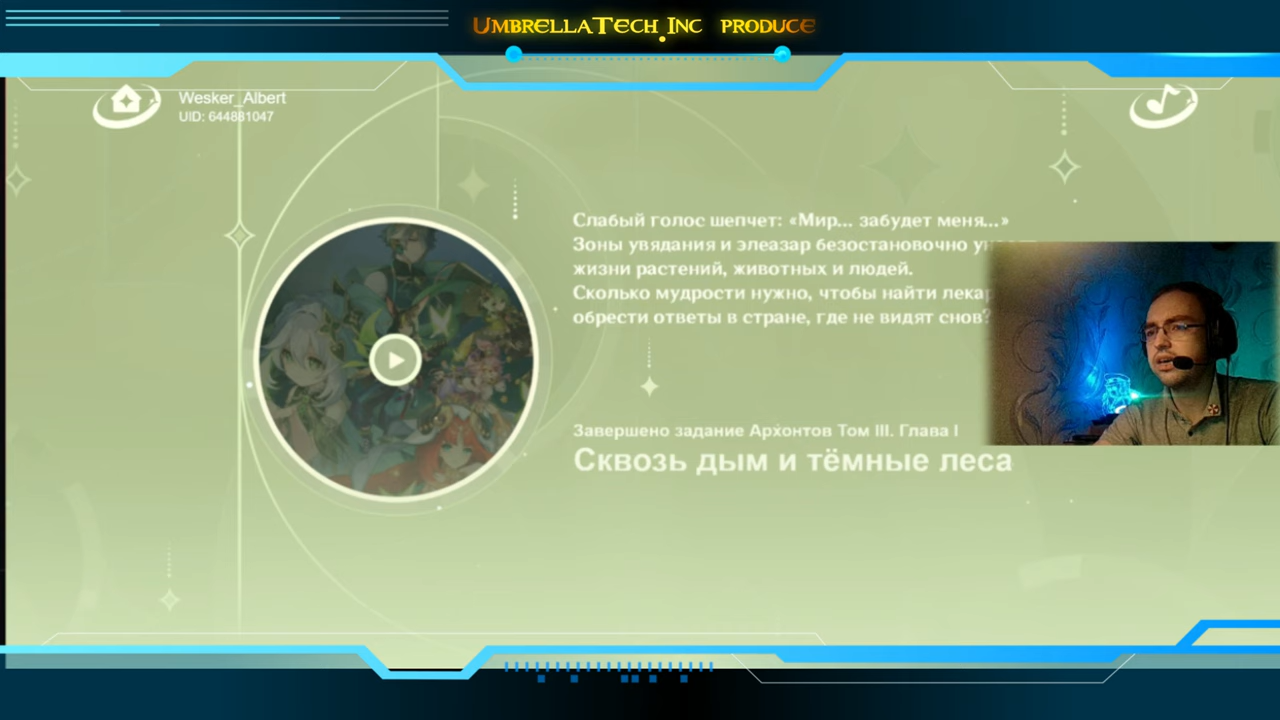 UmbrellaTech.Inc produce
Wesker_Albert
UID: 644881047
Слабый голос шепчет: «Мир... забудет меня...»
Зоны увядания и элеазар безостановочно
жизни растений, животных и людей.
Сколько мудрости нужно, чтобы найти
обрести ответы в стране, где не видят снов?
Завершено задание Архонтов Том III. Глава I
Сквозь дым и тёмные леса